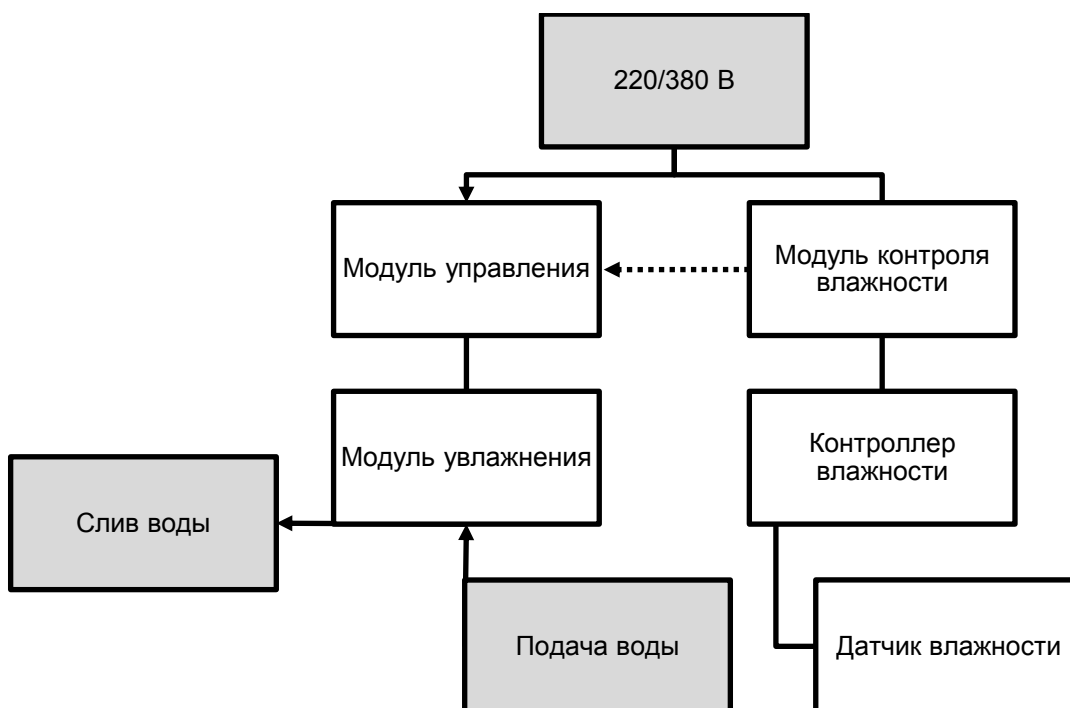 220/380 В
Модуль управления
Модуль контроля
влажности
Модуль увлажнения
Контроллер
влажности
Слив воды
Подача воды
Датчик влажности